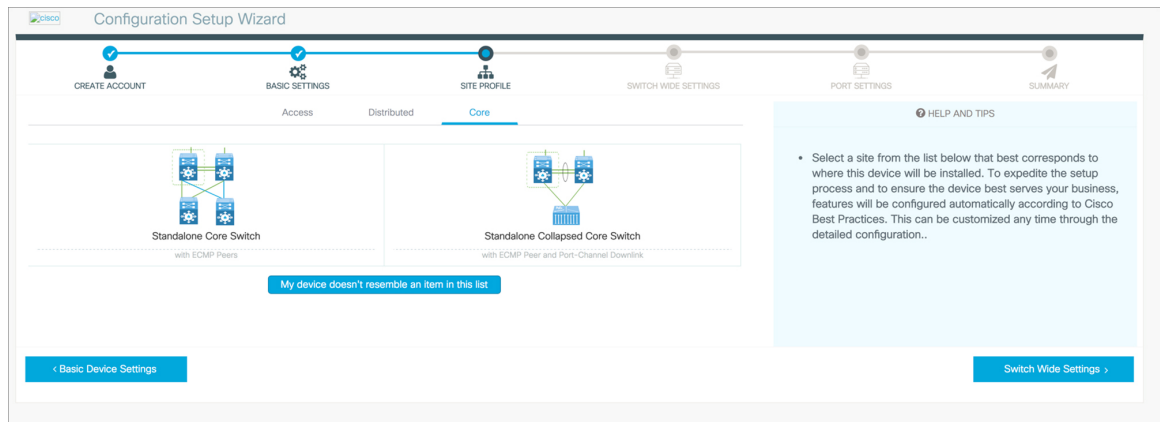 cisco
Configuration Setup Wizard
CREATE ACCOUNT
BASIC SETTINGS
SITE PROFILE
SWITCH WIDE SETTINGS
PORT SETTINGS
SUMMARY
Access
Distributed
Core
Standalone Core Switch
with ECMP Peers
Standalone Collapsed Core Switch
with ECMP Peer and Port-Channel Downlink
My device doesn't resemble an item in this list
HELP AND TIPS
• Select a site from the list below that best corresponds to
where this device will be installed. To expedite the setup
process and to ensure the device best serves your business,
features will be configured automatically according to Cisco
Best Practices. This can be customized any time through the
detailed configuration..
‹ Basic Device Settings
Switch Wide Settings ›